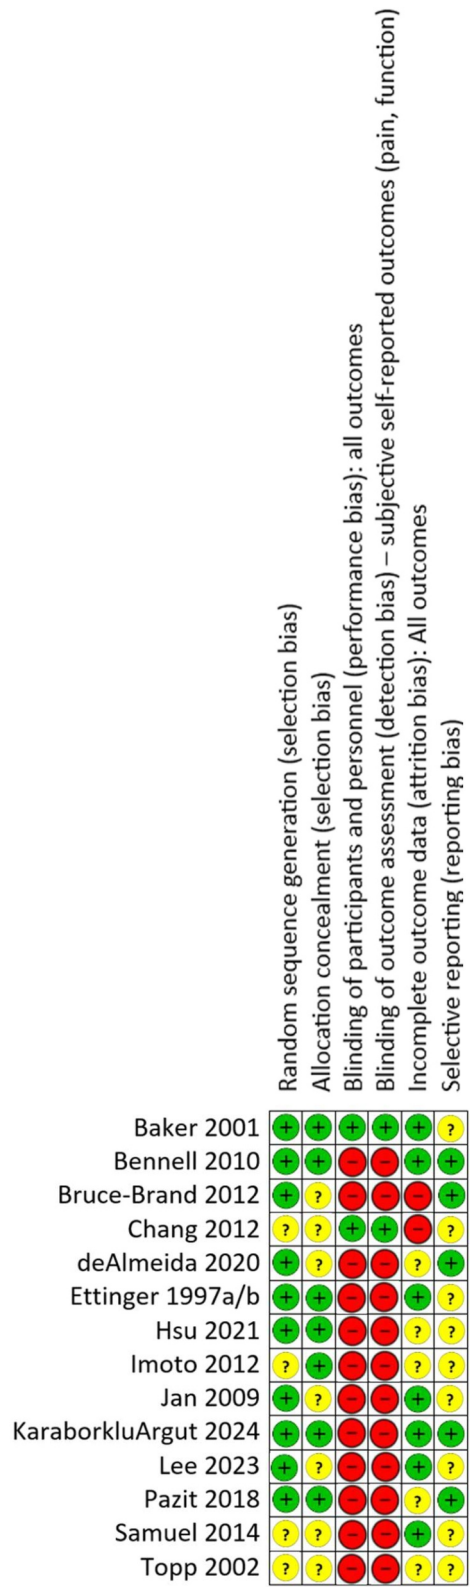 Random sequence generation (selection bias)
Allocation concealment (selection bias)
Blinding of participants and personnel (performance bias): all outcomes
Blinding of outcome assessment (detection bias) – subjective self-reported outcomes (pain, function)
Incomplete outcome data (attrition bias): All outcomes
Selective reporting (reporting bias)
Baker 2001 + + + + + ?
Bennell 2010 + + - - + +
Bruce-Brand 2012 + ? - - - +
Chang 2012 ? ? + + - ?
deAlmeida 2020 + ? - - ? +
Ettinger 1997a/b + + - - + ?
Hsu 2021 + + - - ? ?
Imoto 2012 ? + - - ? ?
Jan 2009 + ? - - + ?
KaraborkluArgut 2024 + + - - + +
Lee 2023 + ? - - + ?
Pazit 2018 + + - - ? +
Samuel 2014 ? ? - - + ?
Topp 2002 ? ? - - ? ?